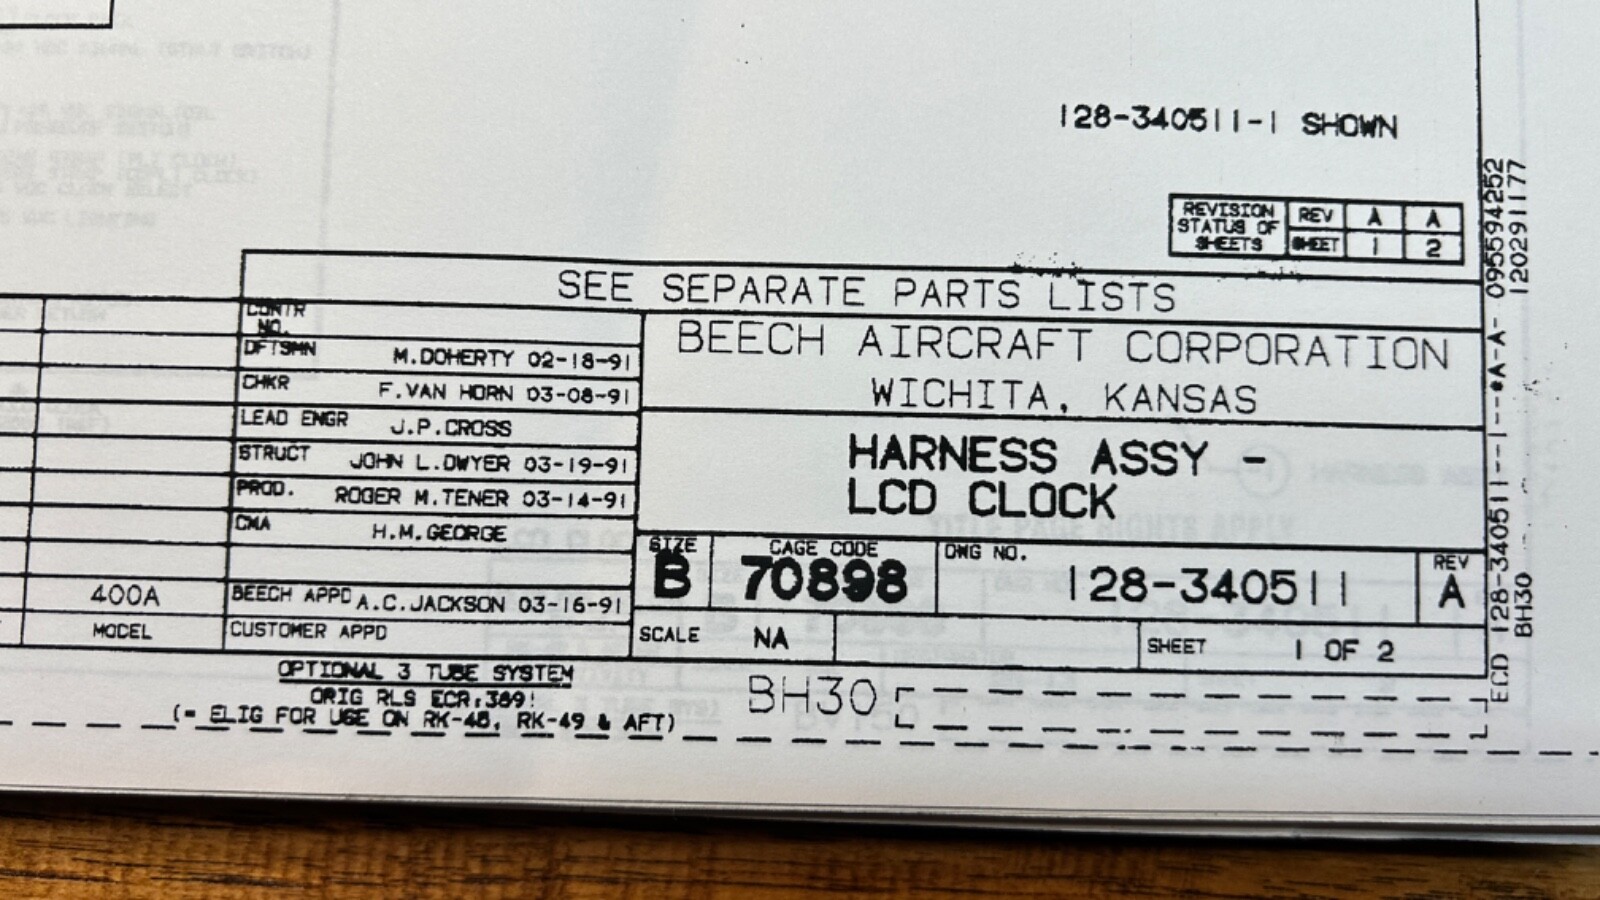 128-340511-1 SHOWN
REVISION STATUS OF SHEETS
REV A A
SHEET 1 2
SEE SEPARATE PARTS LISTS
CONTR NO.
DFTSMN M.DOHERTY 02-18-91
CHKR F.VAN HORN 03-08-91
LEAD ENGR J.P.CROSS
STRUCT JOHN L.DWYER 03-19-91
PROD. ROGER M.TENER 03-14-91
CMA H.M.GEORGE
BEECH APPD A.C.JACKSON 03-16-91
CUSTOMER APPD
400A
MODEL
BEECH AIRCRAFT CORPORATION
WICHITA, KANSAS
HARNESS ASSY -
LCD CLOCK
SIZE B
CAGE CODE 70898
DWG NO. 128-340511
REV A
SCALE NA
SHEET 1 OF 2
OPTIONAL 3 TUBE SYSTEM
ORIG RLS ECR:
(- ELIG FOR USE ON RK-48, RK-49 & AFT)
BH30
ECD 128-340511---1---*A-A- 095594252
BH30 120291177